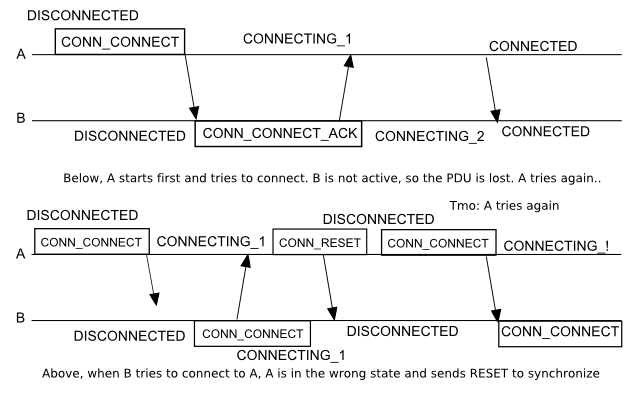 DISCONNECTED
CONN_CONNECT
CONNECTING_1
CONNECTED
A
B
DISCONNECTED
CONN_CONNECT_ACK
CONNECTING_2
CONNECTED
Below, A starts first and tries to connect. B is not active, so the PDU is lost. A tries again..
Tmo: A tries again
DISCONNECTED
DISCONNECTED
CONN_CONNECT
CONNECTING_1
CONN_RESET
CONN_CONNECT
CONNECTING_!
A
B
DISCONNECTED
CONN_CONNECT
DISCONNECTED
CONN_CONNECT
CONNECTING_1
Above, when B tries to connect to A, A is in the wrong state and sends RESET to synchronize